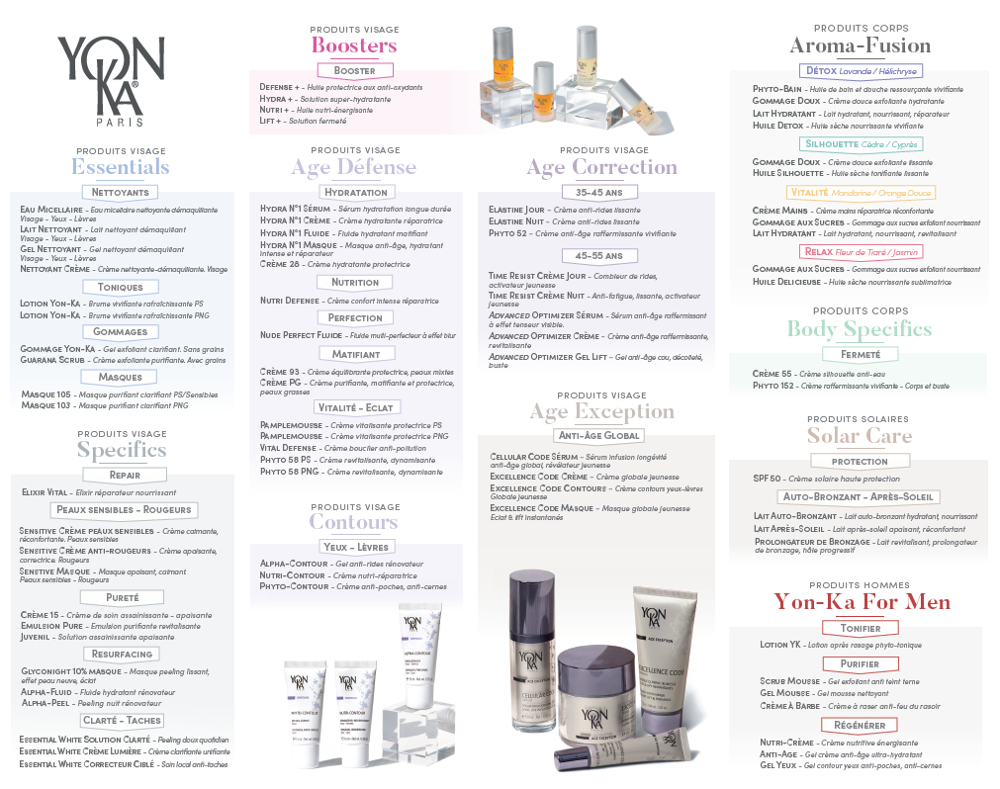 YON
KA®
PARIS
PRODUITS VISAGE
Essentials
NETTOYANTS
EAU MICELLAIRE - Eau micellaire nettoyante démaquillante
Visage - Yeux - Lèvres
LAIT NETTOYANT - Lait nettoyant démaquillant
Visage - Yeux - Lèvres
GEL NETTOYANT - Gel nettoyant démaquillant
Visage - Yeux - Lèvres
NETTOYANT CRÈME - Crème nettoyante-démaquillante. Visage
TONIQUES
LOTION YON-KA - Brume vivifiante rafraîchissante PS
LOTION YON-KA - Brume vivifiante rafraîchissante PNG
GOMMAGES
GOMMAGE YON-KA - Gel exfoliant clarifiant. Sans grains
GUARANA SCRUB - Crème exfoliante purifiante. Avec grains
MASQUES
MASQUE 105 - Masque purifiant clarifiant PS/Sensibles
MASQUE 103 - Masque purifiant clarifiant PNG
PRODUITS VISAGE
Specifics
REPAIR
ELIXIR VITAL - Elixir réparateur nourrissant
PEAUX SENSIBLES - ROUGEURS
SENSITIVE CRÈME PEAUX SENSIBLES - Crème calmante,
réconfortante. Peaux sensibles
SENSITIVE CRÈME ANTI-ROUGEURS - Crème apaisante,
correctrice. Rougeurs
SENSTIVE MASQUE - Masque apaisant, calmant
Peaux sensibles - Rougeurs
PURETÉ
CRÈME 15 - Crème de soin assainissante - apaisante
EMULSION PURE - Emulsion purifiante revitalisante
JUVENIL - Solution assainissante apaisante
RESURFACING
GLYCONIGHT 10% MASQUE - Masque peeling lissant,
effet peau neuve, éclat
ALPHA-FLUID - Fluide hydratant rénovateur
ALPHA-PEEL - Peeling nuit rénovateur
CLARTÉ - TACHES
ESSENTIAL WHITE SOLUTION CLARTÉ - Peeling doux quotidien
ESSENTIAL WHITE CRÈME LUMIÈRE - Crème clarifiante unifiante
ESSENTIAL WHITE CORRECTEUR CIBLÉ - Soin local anti-taches
PRODUITS VISAGE
Boosters
BOOSTER
DEFENSE + - Huile protectrice aux anti-oxydants
HYDRA + - Solution super-hydratante
NUTRI + - Huile nutri-énergisante
LIFT + - Solution fermeté
PRODUITS VISAGE
Age Défense
HYDRATATION
HYDRA N°1 SÉRUM - Sérum hydratation longue durée
HYDRA N°1 CRÈME - Crème hydratante réparatrice
HYDRA N°1 FLUIDE - Fluide hydratant matifiant
HYDRA N°1 MASQUE - Masque anti-âge, hydratant
intense et réparateur
CRÈME 28 - Crème hydratante protectrice
NUTRITION
NUTRI DEFENSE - Crème confort intense réparatrice
PERFECTION
NUDE PERFECT FLUIDE - Fluide multi-perfecteur à effet blur
MATIFIANT
CRÈME 93 - Crème équilibrante protectrice, peaux mixtes
CRÈME PG - Crème purifiante, matifiante et protectrice,
peaux grasses
VITALITÉ - ECLAT
PAMPLEMOUSSE - Crème vitalisante protectrice PS
PAMPLEMOUSSE - Crème vitalisante protectrice PNG
VITAL DEFENSE - Crème bouclier anti-pollution
PHYTO 58 PS - Crème revitalisante, dynamisante
PHYTO 58 PNG - Crème revitalisante, dynamisante
PRODUITS VISAGE
Contours
YEUX - LÈVRES
ALPHA-CONTOUR - Gel anti-rides rénovateur
NUTRI-CONTOUR - Crème nutri-réparatrice
PHYTO-CONTOUR - Crème anti-poches, anti-cernes
YON
KA
ALPHA-CONTOUR
YON
KA
PHYTO-CONTOUR
YON
KA
NUTRI-CONTOUR
PRODUITS VISAGE
Age Correction
35-45 ANS
ELASTINE JOUR - Crème anti-rides lissante
ELASTINE NUIT - Crème anti-rides lissante
PHYTO 52 - Crème anti-âge raffermissante vivifiante
45-55 ANS
TIME RESIST CRÈME JOUR - Combleur de rides,
activateur jeunesse
TIME RESIST CRÈME NUIT - Anti-fatigue, lissante, activateur
jeunesse
ADVANCED OPTIMIZER SÉRUM - Sérum anti-âge raffermissant
à effet tenseur visible.
ADVANCED OPTIMIZER CRÈME - Crème anti-âge raffermissante,
revitalisante
ADVANCED OPTIMIZER GEL LIFT - Gel anti-âge cou, décolleté,
buste
PRODUITS VISAGE
Age Exception
ANTI-ÂGE GLOBAL
CELLULAR CODE SÉRUM - Sérum infusion longévité
anti-âge global, révélateur jeunesse
EXCELLENCE CODE CRÈME - Crème globale jeunesse
EXCELLENCE CODE CONTOURS - Crème contours yeux-lèvres
Globale jeunesse
EXCELLENCE CODE MASQUE - Masque globale jeunesse
Eclat & lift instantanés
YON
KA
AGE EXCEPTION
CELLULAR CODE
YON
KA
AGE EXCEPTION
EXCELLENCE CODE
YON
KA
AGE EXCEPTION
YON
KA
PRODUITS CORPS
Aroma-Fusion
DÉTOX Lavande / Hélichryse
PHYTO-BAIN - Huile de bain et douche ressourçante vivifiante
GOMMAGE DOUX - Crème douce exfoliante hydratante
LAIT HYDRATANT - Lait hydratant, nourrissant, réparateur
HUILE DETOX - Huile sèche nourrissante vivifiante
SILHOUETTE Cèdre / Cyprès
GOMMAGE DOUX - Crème douce exfoliante lissante
HUILE SILHOUETTE - Huile sèche tonifiante lissante
VITALITÉ Mandarine / Orange Douce
CRÈME MAINS - Crème mains réparatrice réconfortante
GOMMAGE AUX SUCRES - Gommage aux sucres exfoliant nourrissant
LAIT HYDRATANT - Lait hydratant, nourrissant, revitalisant
RELAX Fleur de Tiaré / Jasmin
GOMMAGE AUX SUCRES - Gommage aux sucres exfoliant nourrissant
HUILE DELICIEUSE - Huile sèche nourrissante sublimatrice
PRODUITS CORPS
Body Specifics
FERMETÉ
CRÈME 55 - Crème silhouette anti-eau
PHYTO 152 - Crème raffermissante vivifiante - Corps et buste
PRODUITS SOLAIRES
Solar Care
PROTECTION
SPF 50 - Crème solaire haute protection
AUTO-BRONZANT - APRÈS-SOLEIL
LAIT AUTO-BRONZANT - Lait auto-bronzant hydratant, nourrissant
LAIT APRÈS-SOLEIL - Lait après-soleil apaisant, réconfortant
PROLONGATEUR DE BRONZAGE - Lait revitalisant, prolongateur
de bronzage, hâle progressif
PRODUITS HOMMES
Yon-Ka For Men
TONIFIER
LOTION YK - Lotion après rasage phyto-tonique
PURIFIER
SCRUB MOUSSE - Gel exfoliant anti teint terne
GEL MOUSSE - Gel mousse nettoyant
CRÈME À BARBE - Crème à raser anti-feu du rasoir
RÉGÉNÉRER
NUTRI-CRÈME - Crème nutritive énergisante
ANTI-AGE - Gel crème anti-âge ultra-hydratant
GEL YEUX - Gel contour yeux anti-poches, anti-cernes